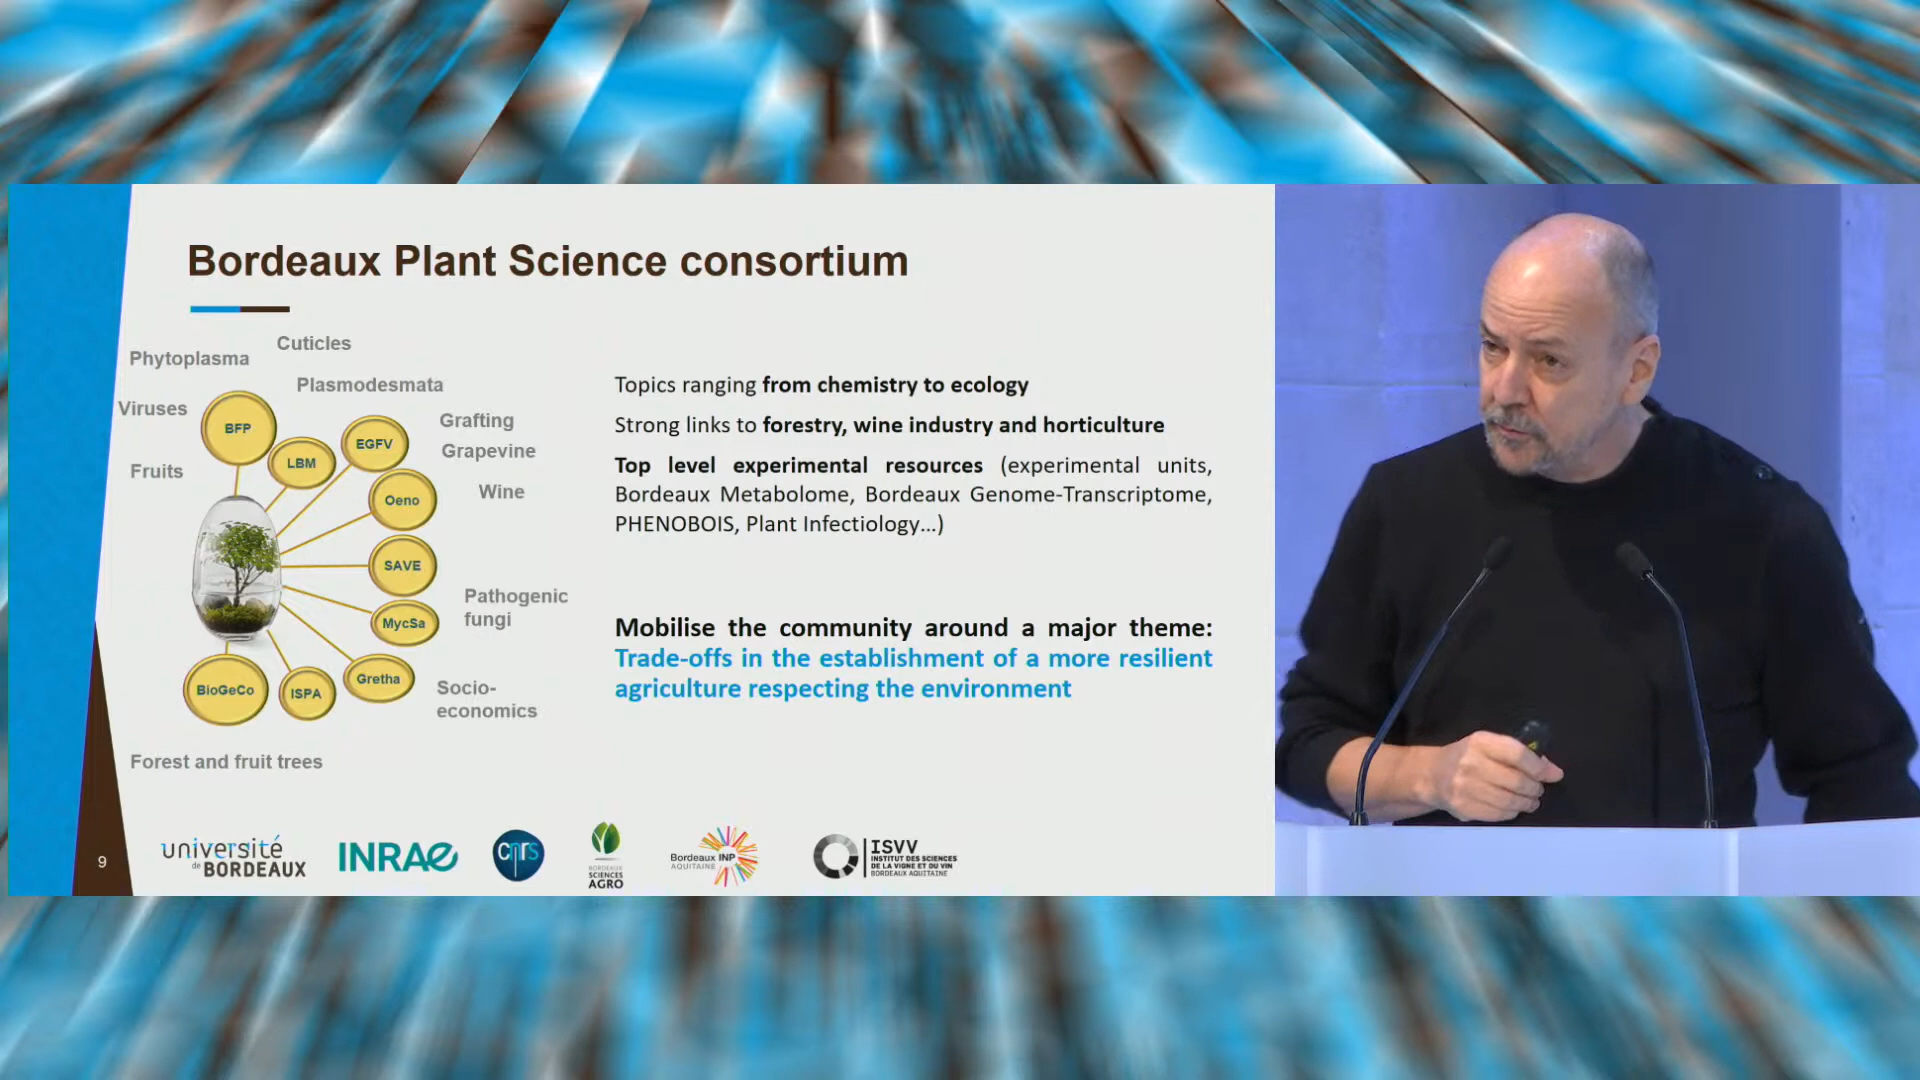 Bordeaux Plant Science consortium
Cuticles
Phytoplasma
Plasmodesmata
Viruses
Grafting
BFP
EGFV
Grapevine
LBM
Fruits
Wine
Oeno
SAVE
Pathogenic
fungi
MycSa
Gretha
BioGeCo
ISPA
Socio-
economics
Forest and fruit trees
Topics ranging from chemistry to ecology
Strong links to forestry, wine industry and horticulture
Top level experimental resources (experimental units,
Bordeaux Metabolome, Bordeaux Genome-Transcriptome,
PHENOBOIS, Plant Infectiology...)
Mobilise the community around a major theme:
Trade-offs in the establishment of a more resilient
agriculture respecting the environment
9
université
de BORDEAUX
INRAE
cnrs
BORDEAUX
SCIENCES
AGRO
Bordeaux INP
AQUITAINE
ISVV
INSTITUT DES SCIENCES
DE LA VIGNE ET DU VIN
BORDEAUX AQUITAINE